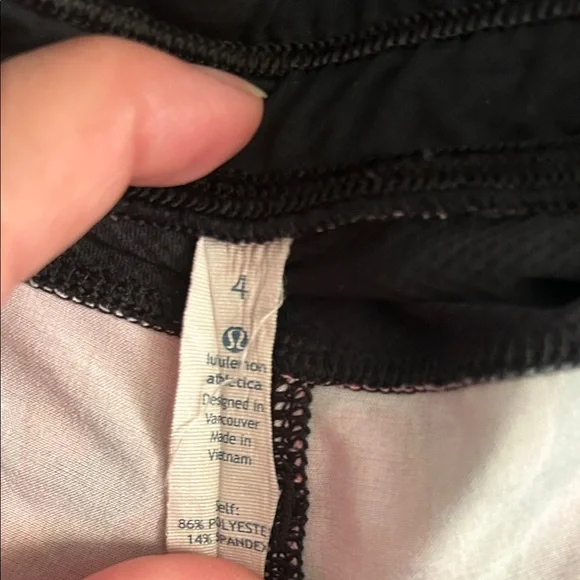 4
lululemon
athletica
Designed in
Vancouver
Made in
Vietnam
Self:
86% POLYESTE
14% SPANDEX